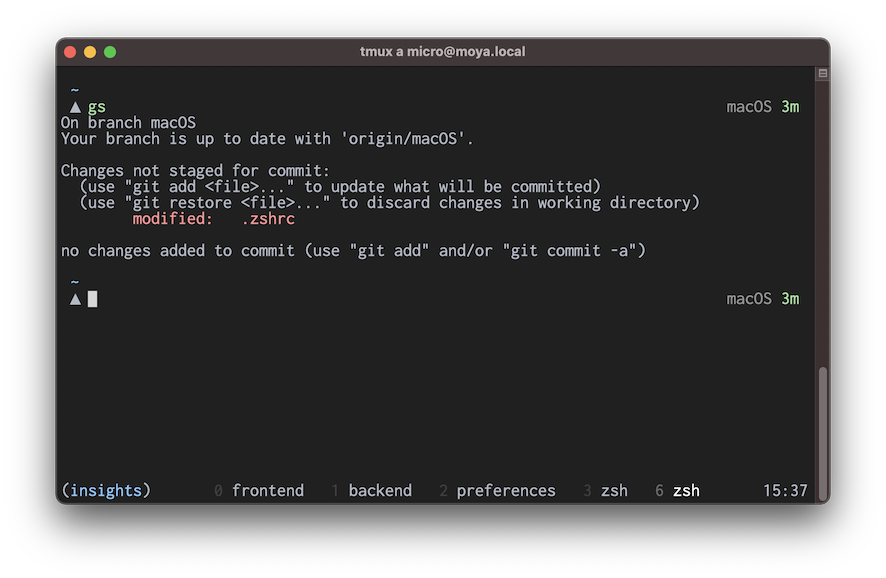 tmux a micro@moya.local
~
▲ gs macOS 3m
On branch macOS
Your branch is up to date with 'origin/macOS'.
Changes not staged for commit:
(use "git add <file>..." to update what will be committed)
(use "git restore <file>..." to discard changes in working directory)
modified: .zshrc
no changes added to commit (use "git add" and/or "git commit -a")
~
▲ macOS 3m
(insights) 0 frontend 1 backend 2 preferences 3 zsh 6 zsh 15:37